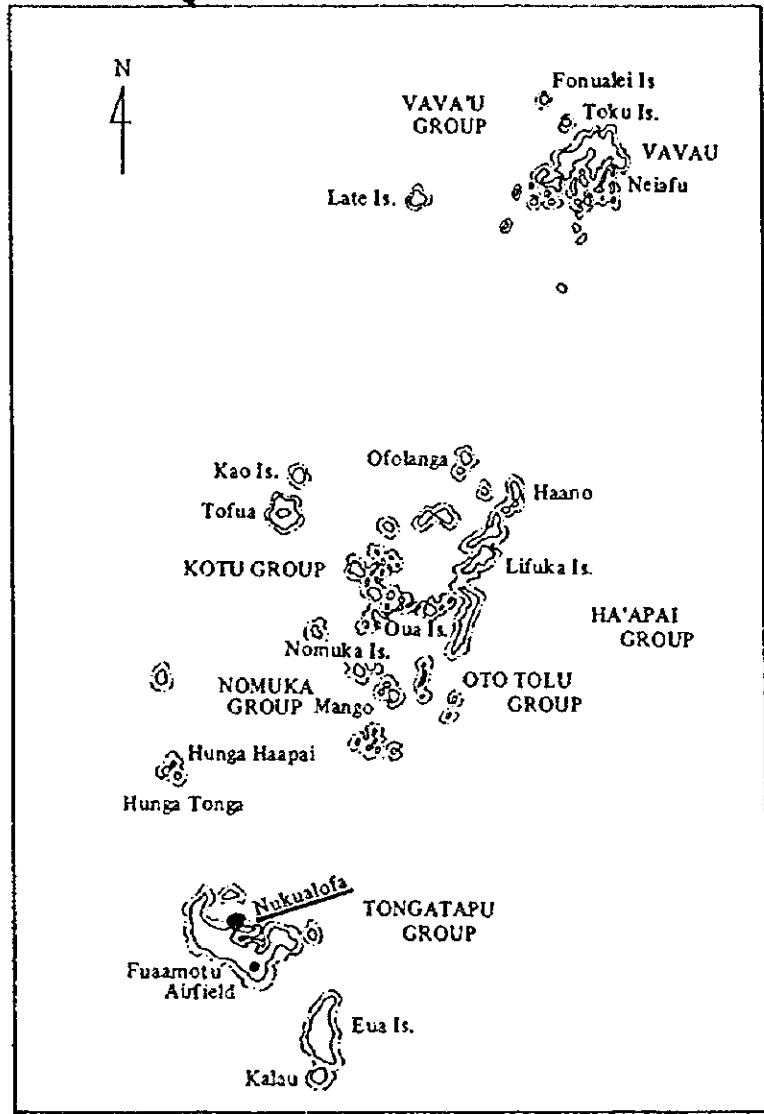 N
Fonualei Is
VAVA'U
GROUP
Toku Is.
VAVAU
Neiafu
Late Is.
Ofolanga
Kao Is.
Haano
Tofua
KOTU GROUP
Lifuka Is.
HA'APAI
GROUP
Oua Is.
Nomuka Is.
NOMUKA
GROUP
Mango
OTO TOLU
GROUP
Hunga Haapai
Hunga Tonga
Nukualofa
TONGATAPU
GROUP
Fuaamotu
Airfield
Eua Is.
Kalau